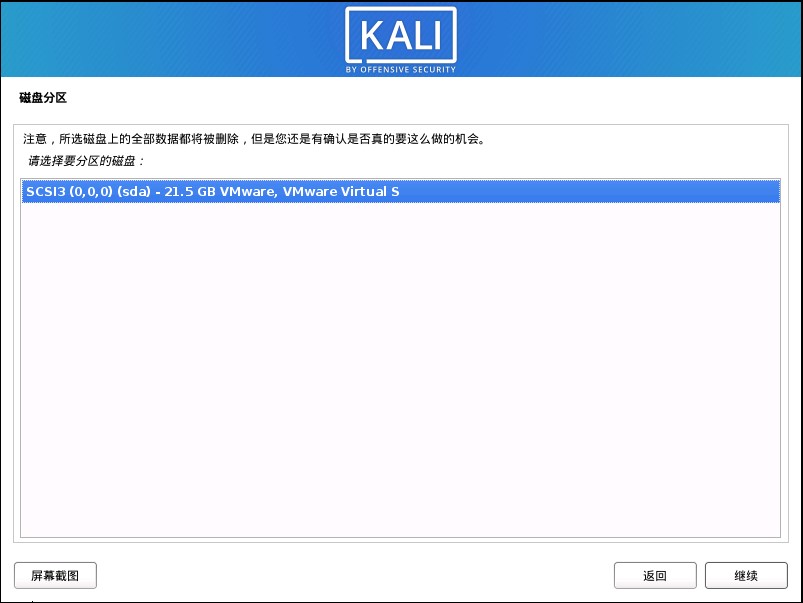 KALI
BY OFFENSIVE SECURITY
磁盘分区
注意，所选磁盘上的全部数据都将被删除，但是您还是有确认是否真的要这么做的机会。
请选择要分区的磁盘：
SCSI3 (0,0,0) (sda) - 21.5 GB VMware, VMware Virtual S
屏幕截图
返回
继续